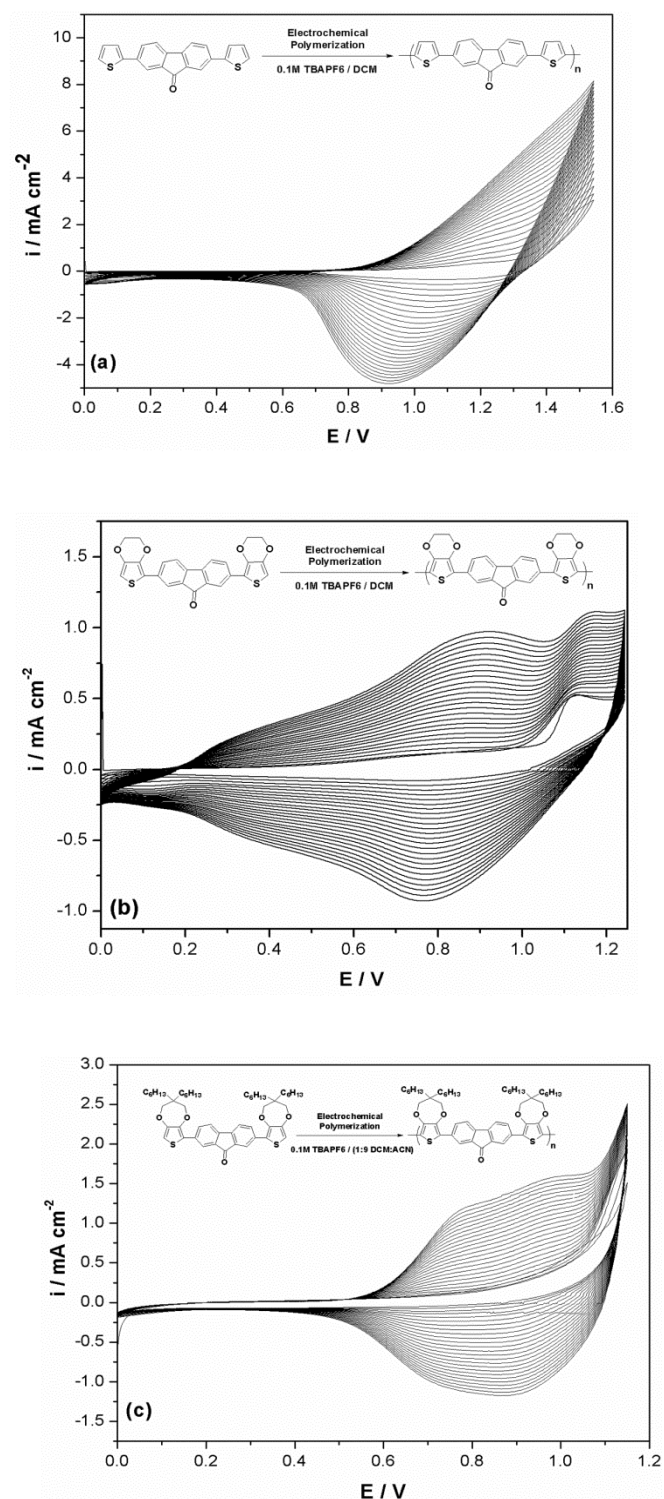 Electrochemical
Polymerization
0.1M TBAPF6 / DCM
S
S
O
S
S
n
O
10
8
6
4
2
0
-2
-4
i / mA cm-2
(a)
0.0 0.2 0.4 0.6 0.8 1.0 1.2 1.4 1.6
E / V
O O O O
Electrochemical
Polymerization
0.1M TBAPF6 / DCM
S
S
O
O O O O
S
S
n
O
1.5
1.0
0.5
0.0
-0.5
-1.0
i / mA cm-2
(b)
0.0 0.2 0.4 0.6 0.8 1.0 1.2
E / V
C6H13 C6H13 C6H13 C6H13
O O O O
S
S
O
Electrochemical
Polymerization
0.1M TBAPF6 / (1:9 DCM:ACN)
C6H13 C6H13 C6H13 C6H13
O O O O
S
S
n
O
3.0
2.5
2.0
1.5
1.0
0.5
0.0
-0.5
-1.0
-1.5
i / mA cm-2
(c)
0.0 0.2 0.4 0.6 0.8 1.0 1.2
E / V